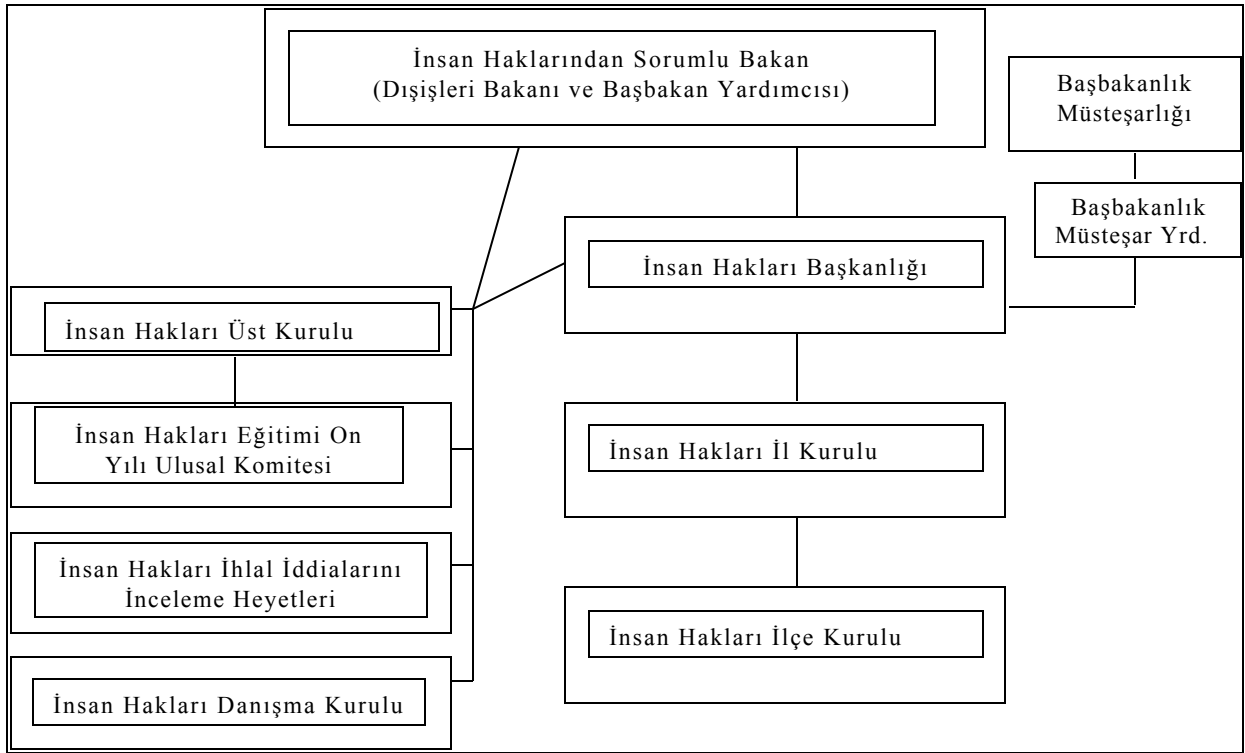 İnsan Haklarından Sorumlu Bakan
(Dışişleri Bakanı ve Başbakan Yardımcısı)
Başbakanlık
Müsteşarlığı
Başbakanlık
Müsteşar Yrd.
İnsan Hakları Başkanlığı
İnsan Hakları Üst Kurulu
İnsan Hakları Eğitimi On
Yılı Ulusal Komitesi
İnsan Hakları İl Kurulu
İnsan Hakları İhlal İddialarını
İnceleme Heyetleri
İnsan Hakları İlçe Kurulu
İnsan Hakları Danışma Kurulu